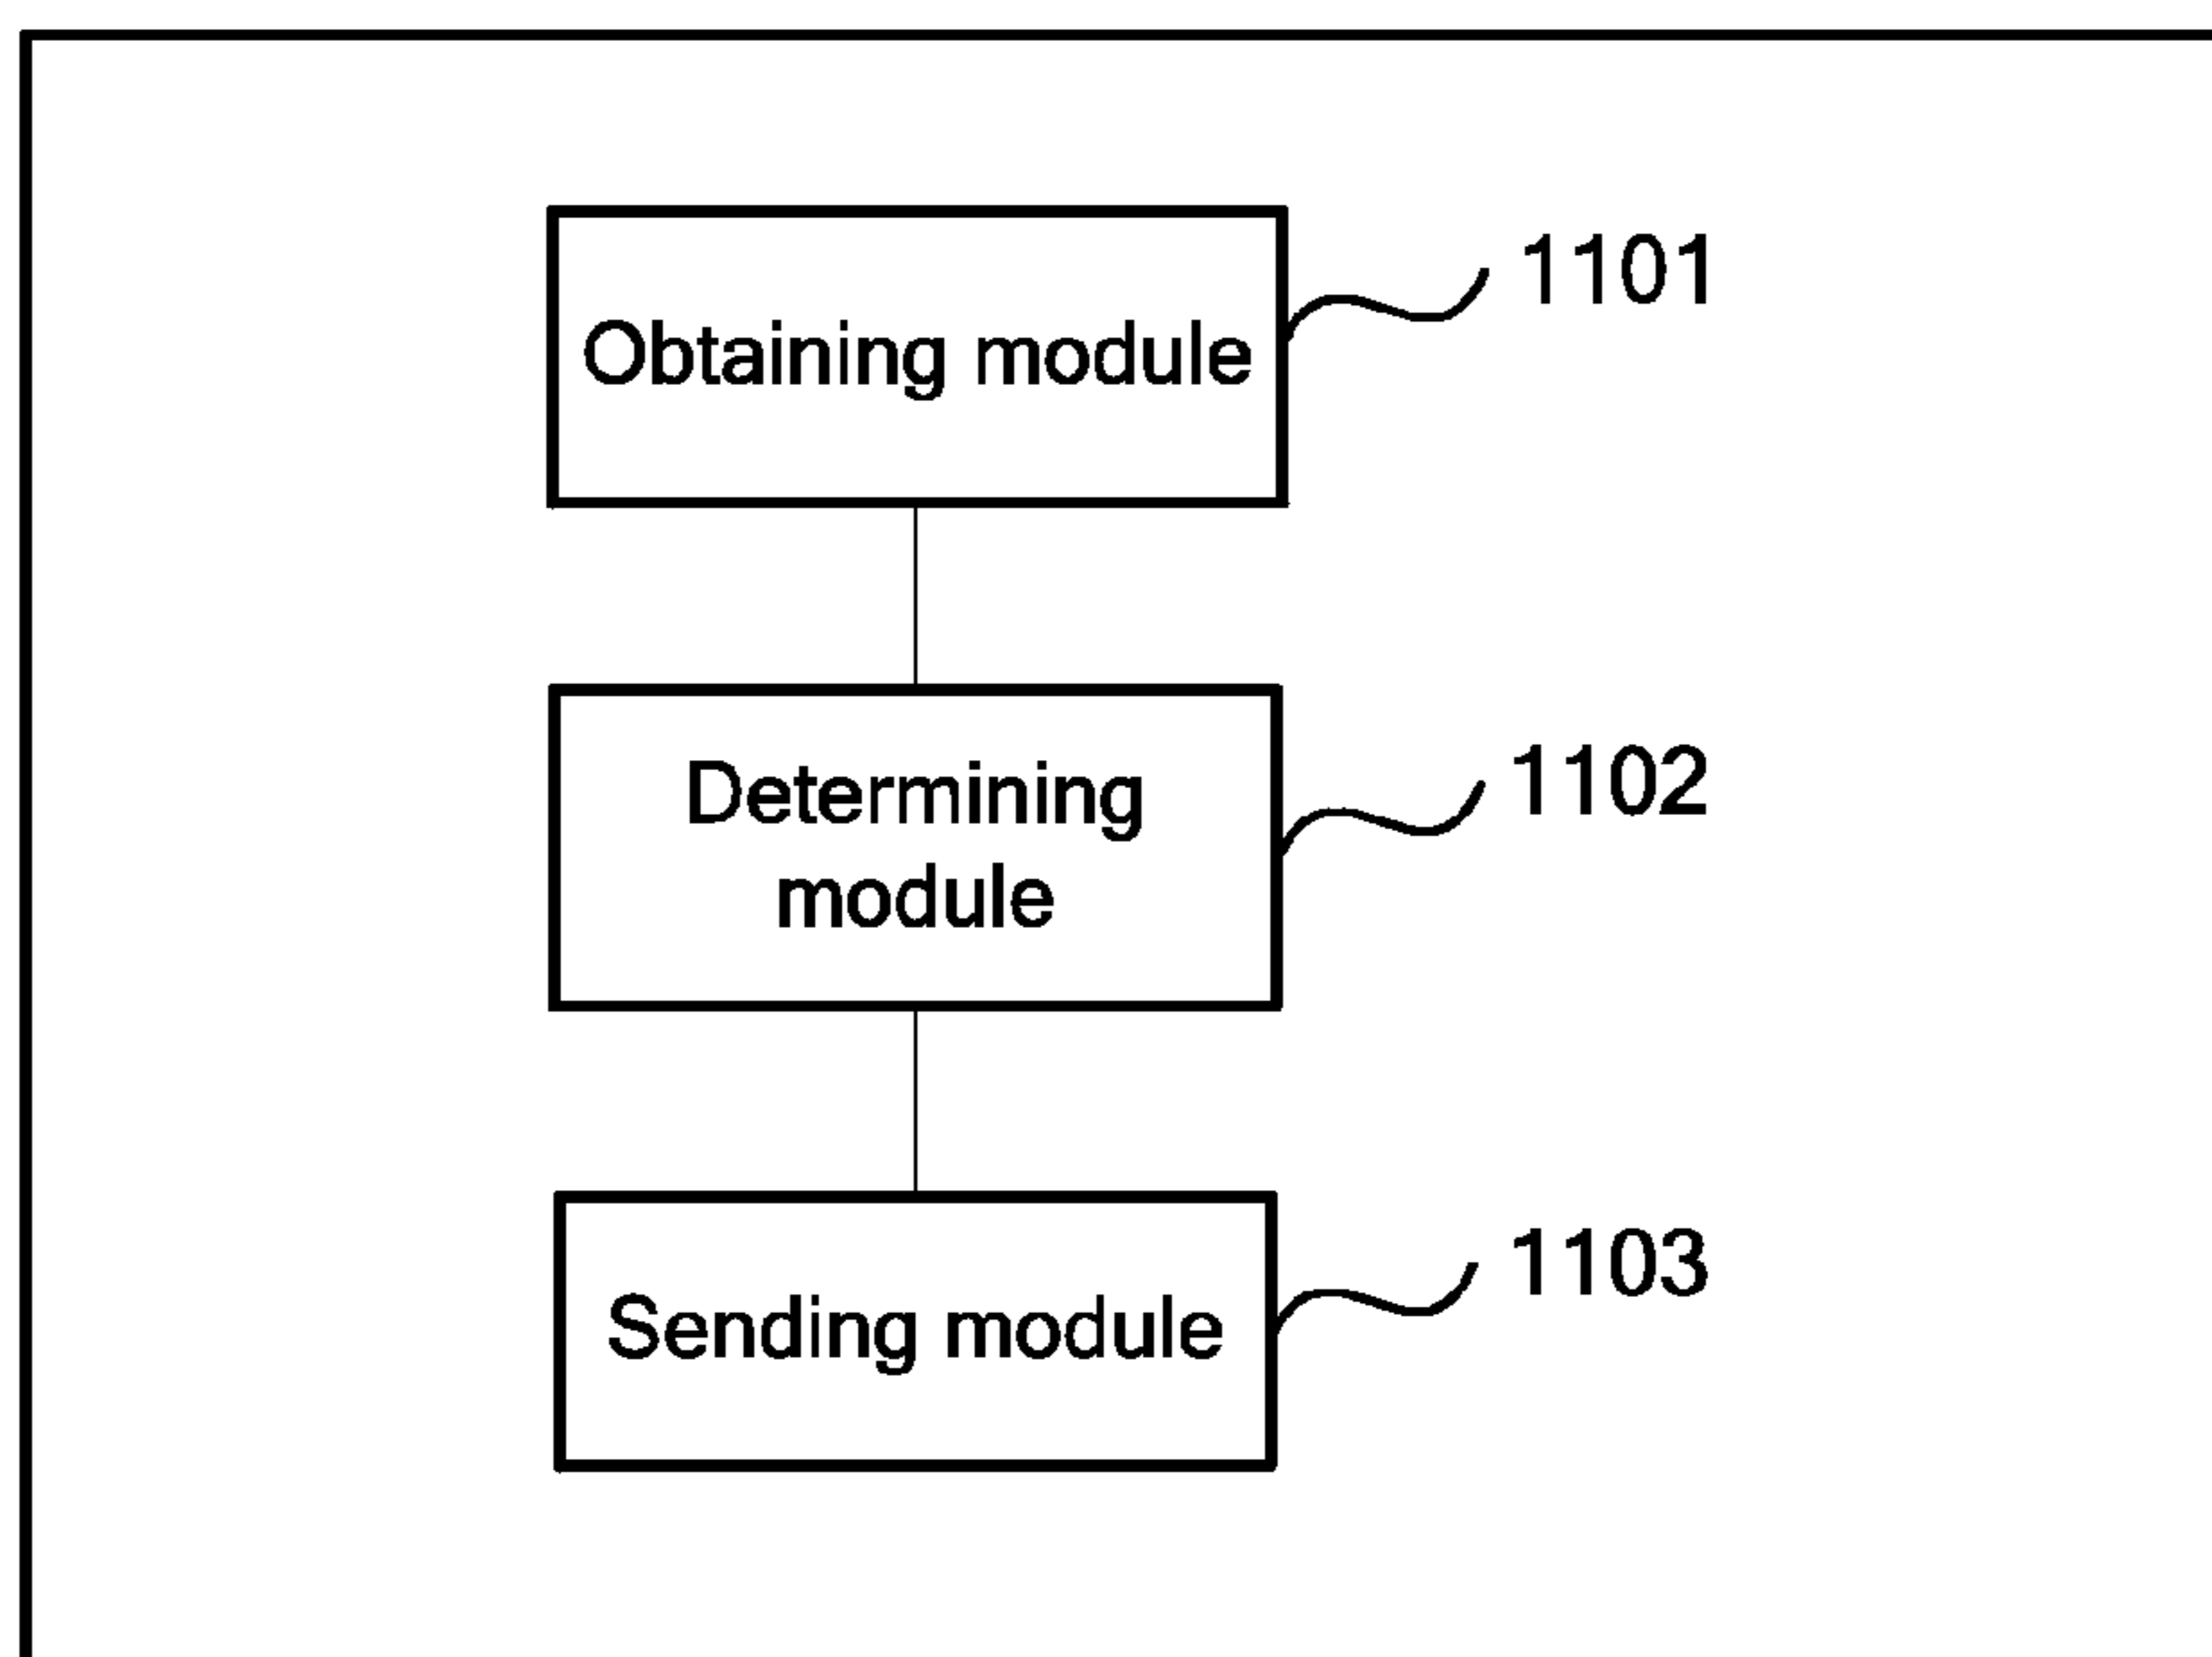 Obtaining module
1101
Determining
module
1102
Sending module
1103